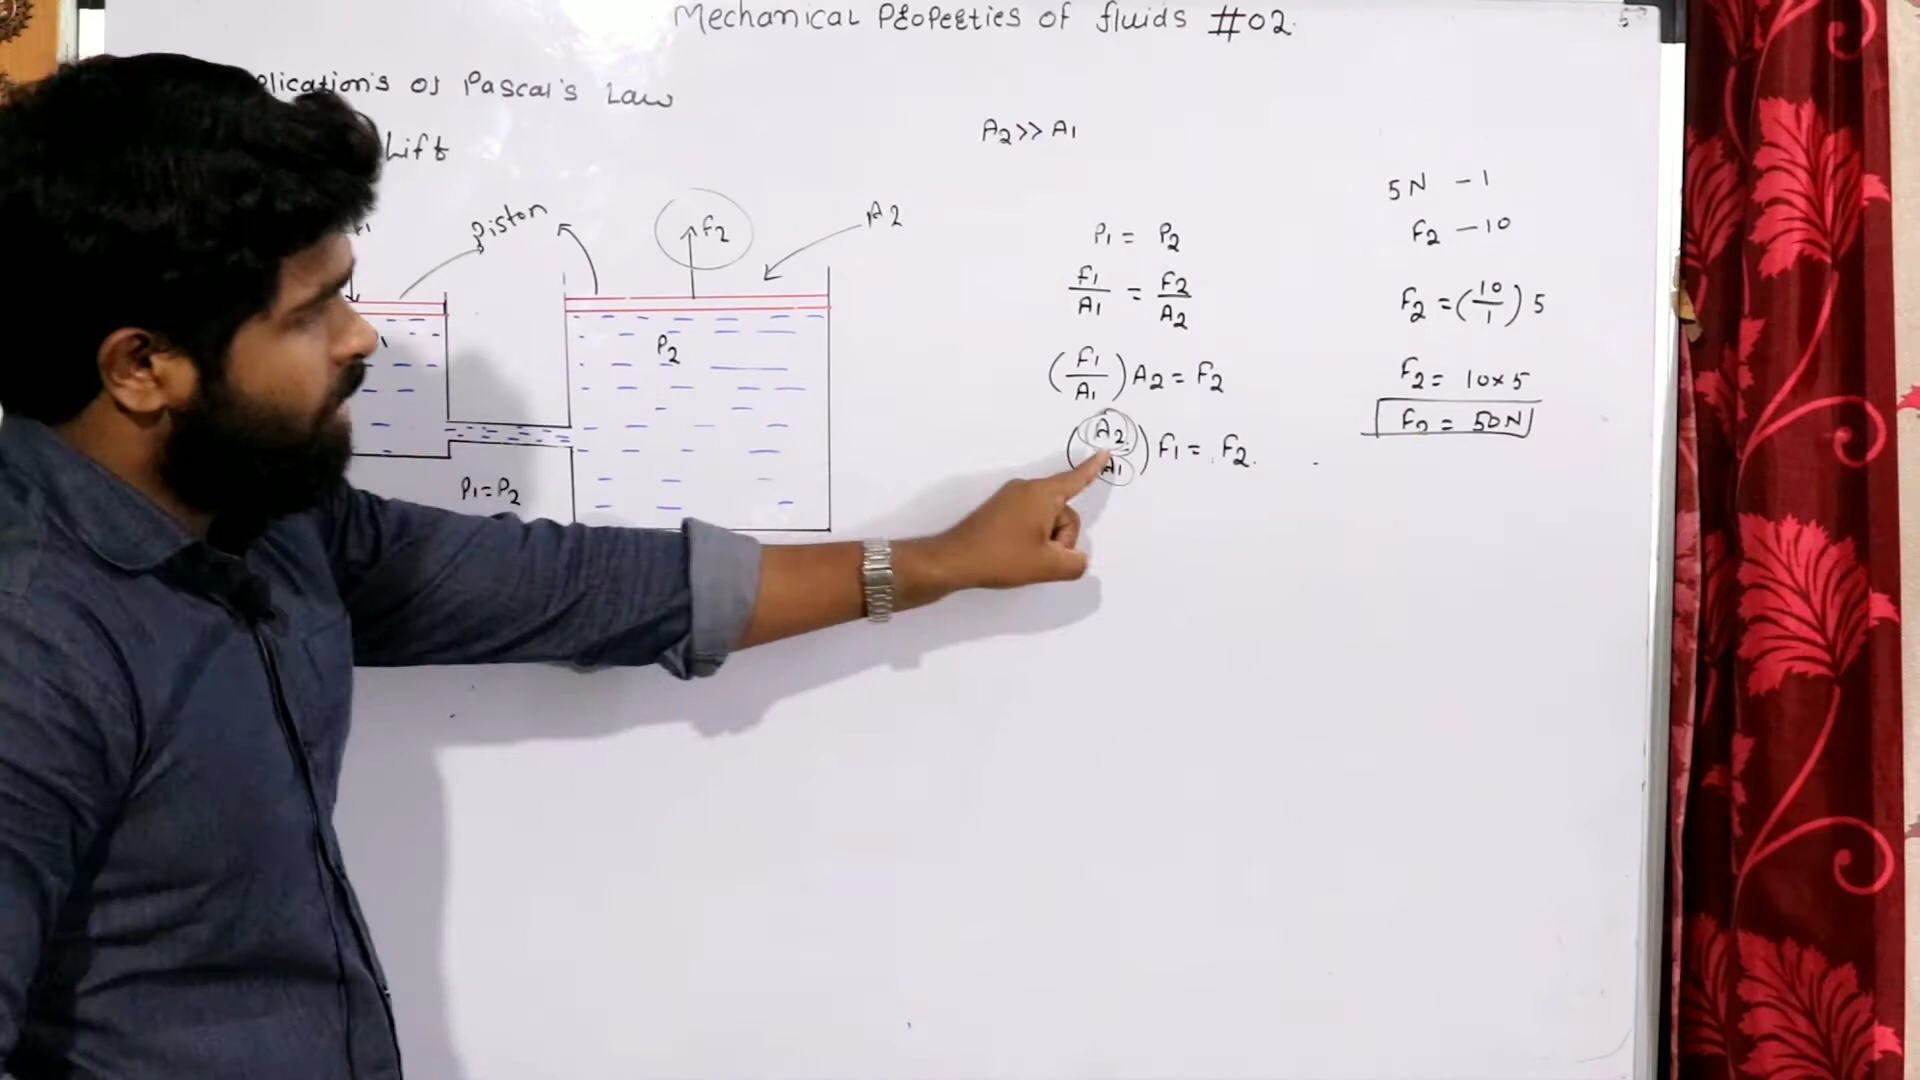 Mechanical Properties of fluids #02
plication's of Pascal's Law
Lift
A2 >> A1
5N - 1
piston
F2
A2
P1 = P2
F2 - 10
F1/A1 = F2/A2
F2 = (10/1) 5
P2
(F1/A1) A2 = F2
F2 = 10 × 5
F2 = 50N
(A2/A1) F1 = F2.
P1 = P2